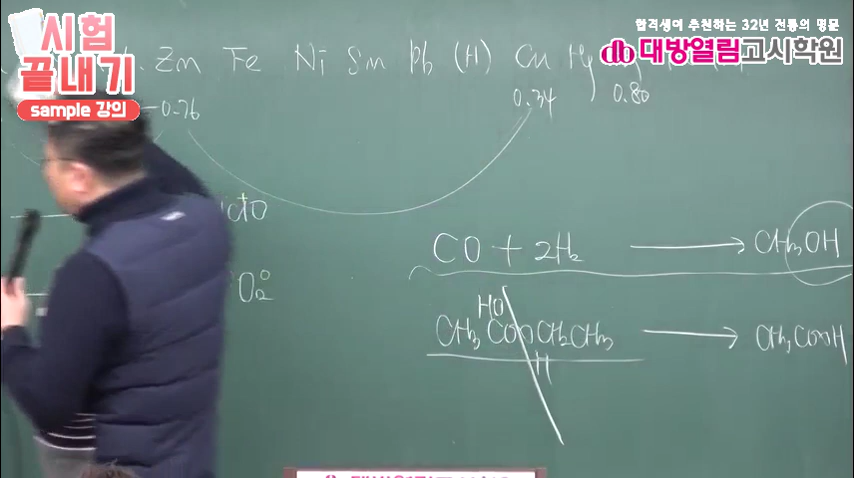 합격생이 추천하는 32년 전통의 명문
대방열림고시학원
시험
끝내기
sample 강의
Zn Fe Ni Sn Pb (H) Cu Hg
-0.76 0.34 0.80
CO + 2H₂ → CH₃OH
HO
CH₃COOCH₂CH₃ → CH₃COOH
H